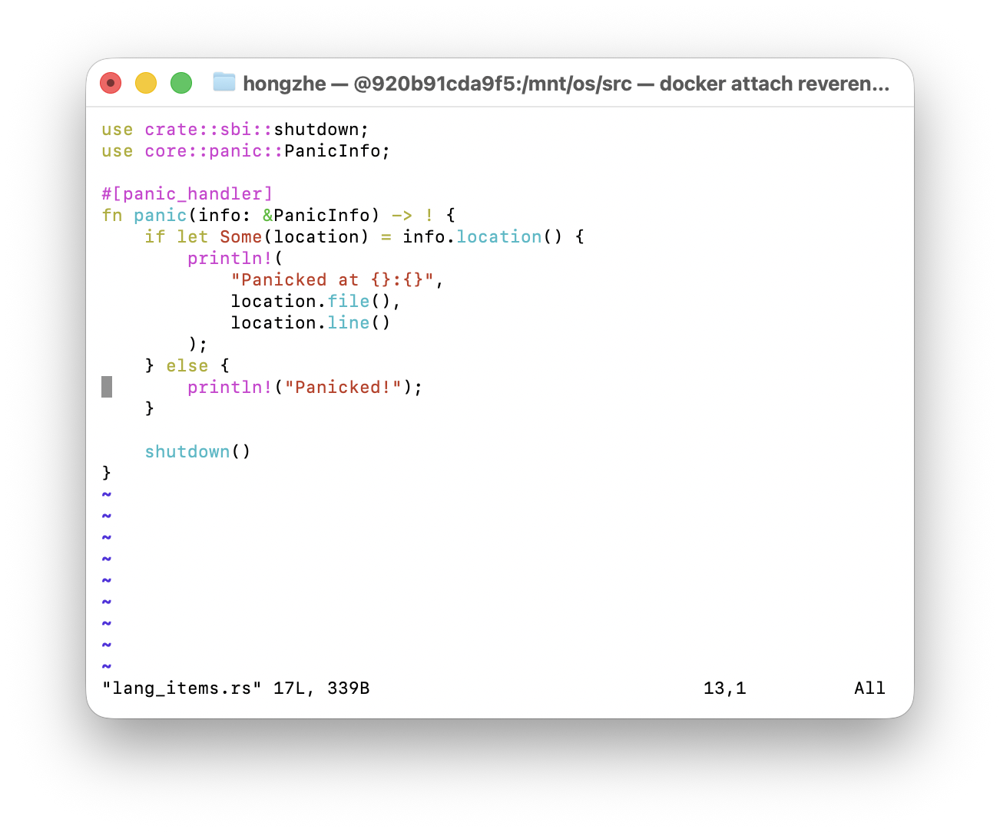 hongzhe — @920b91cda9f5:/mnt/os/src — docker attach reveren...
use crate::sbi::shutdown;
use core::panic::PanicInfo;

#[panic_handler]
fn panic(info: &PanicInfo) -> ! {
    if let Some(location) = info.location() {
        println!(
            "Panicked at {}:{}",
            location.file(),
            location.line()
        );
    } else {
        println!("Panicked!");
    }

    shutdown()
}
~
~
~
~
~
~
~
~
~
"lang_items.rs" 17L, 339B 13,1 All